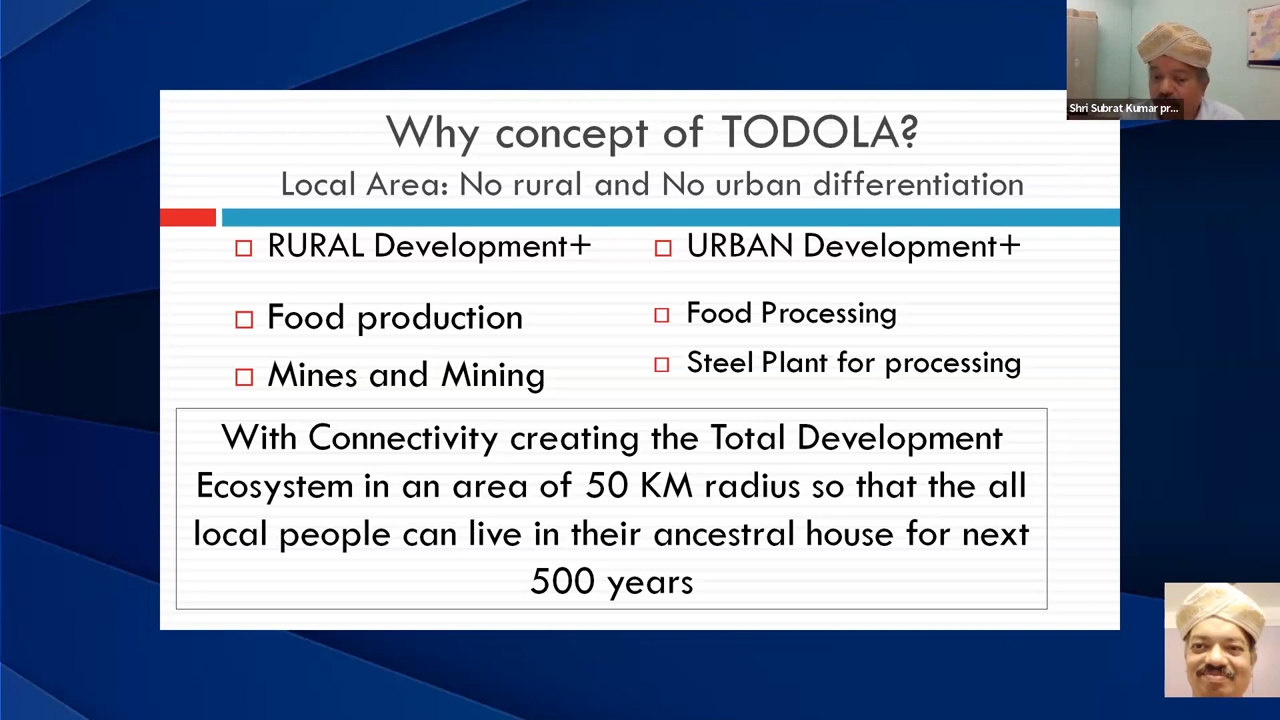 Why concept of TODOLA?
Local Area: No rural and No urban differentiation
RURAL Development+
Food production
Mines and Mining
URBAN Development+
Food Processing
Steel Plant for processing
With Connectivity creating the Total Development
Ecosystem in an area of 50 KM radius so that the all
local people can live in their ancestral house for next
500 years
Shri Subrat Kumar pr...